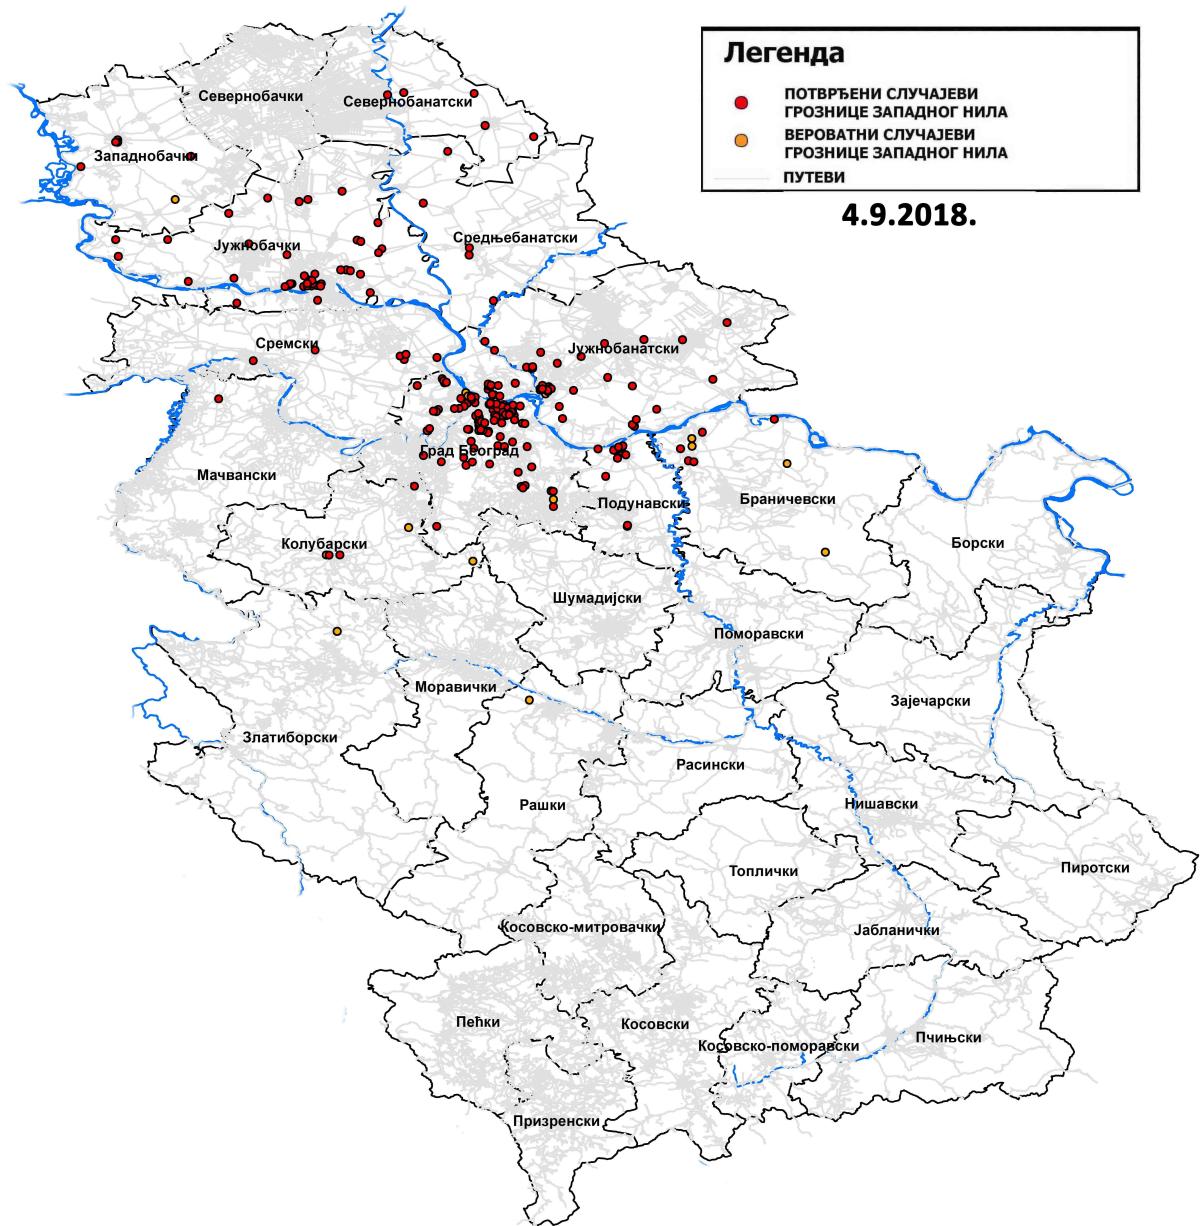 Легенда
ПОТВРЂЕНИ СЛУЧАЈЕВИ
ГРОЗНИЦЕ ЗАПАДНОГ НИЛА
ВЕРОВАТНИ СЛУЧАЈЕВИ
ГРОЗНИЦЕ ЗАПАДНОГ НИЛА
ПУТЕВИ
4.9.2018.
Севернобачки
Севернобанатски
Западнобачки
Јужнобачки
Средњебанатски
Сремски
Јужнобанатски
Град Београд
Мачвански
Подунавски
Браничевски
Колубарски
Борски
Шумадијски
Поморавски
Моравички
Зајечарски
Златиборски
Расински
Рашки
Нишавски
Топлички
Пиротски
Косовско-митровачки
Јабланички
Пећки
Косовски
Косовско-поморавски
Пчињски
Призренски